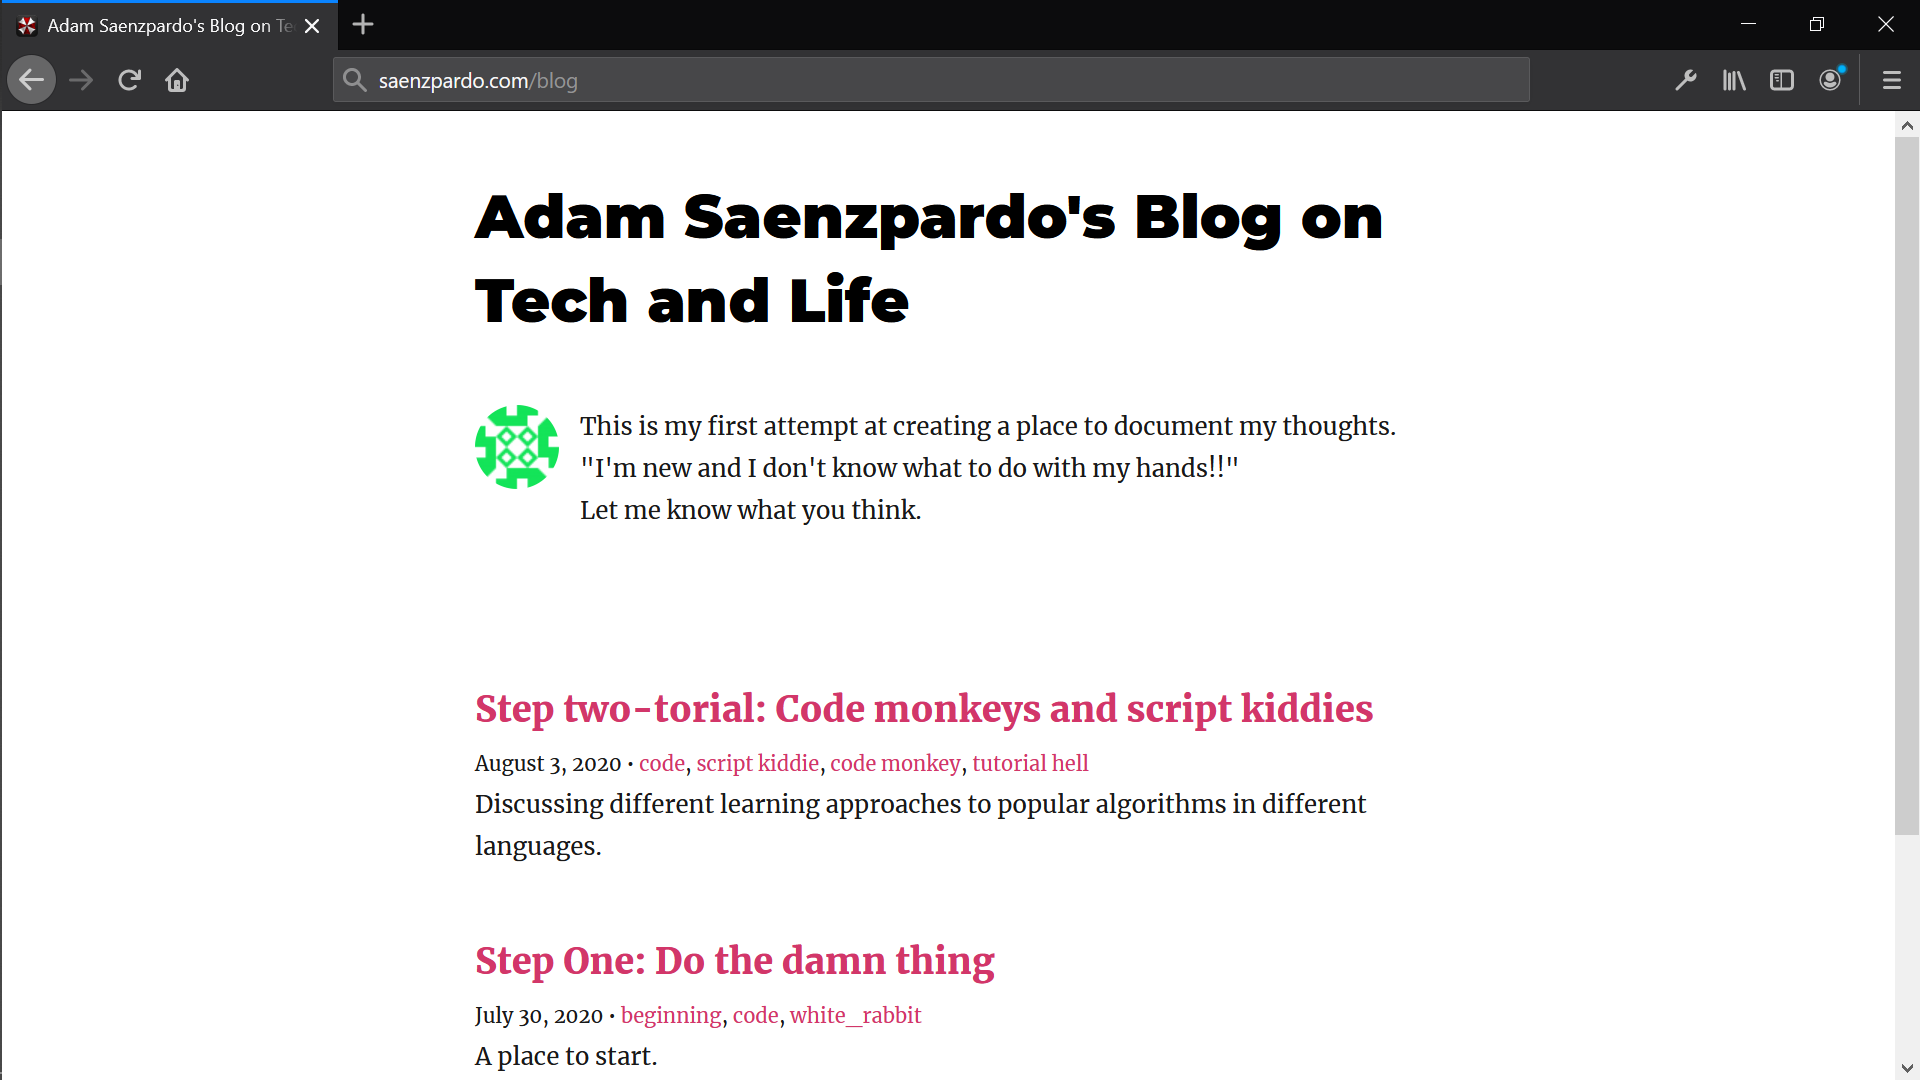 Adam Saenzpardo's Blog on Te
saenzpardo.com/blog
Adam Saenzpardo's Blog on
Tech and Life
This is my first attempt at creating a place to document my thoughts.
"I'm new and I don't know what to do with my hands!!"
Let me know what you think.
Step two-torial: Code monkeys and script kiddies
August 3, 2020 • code, script kiddie, code monkey, tutorial hell
Discussing different learning approaches to popular algorithms in different
languages.
Step One: Do the damn thing
July 30, 2020 • beginning, code, white_rabbit
A place to start.